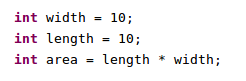 int width = 10;
int length = 10;
int area = length * width;